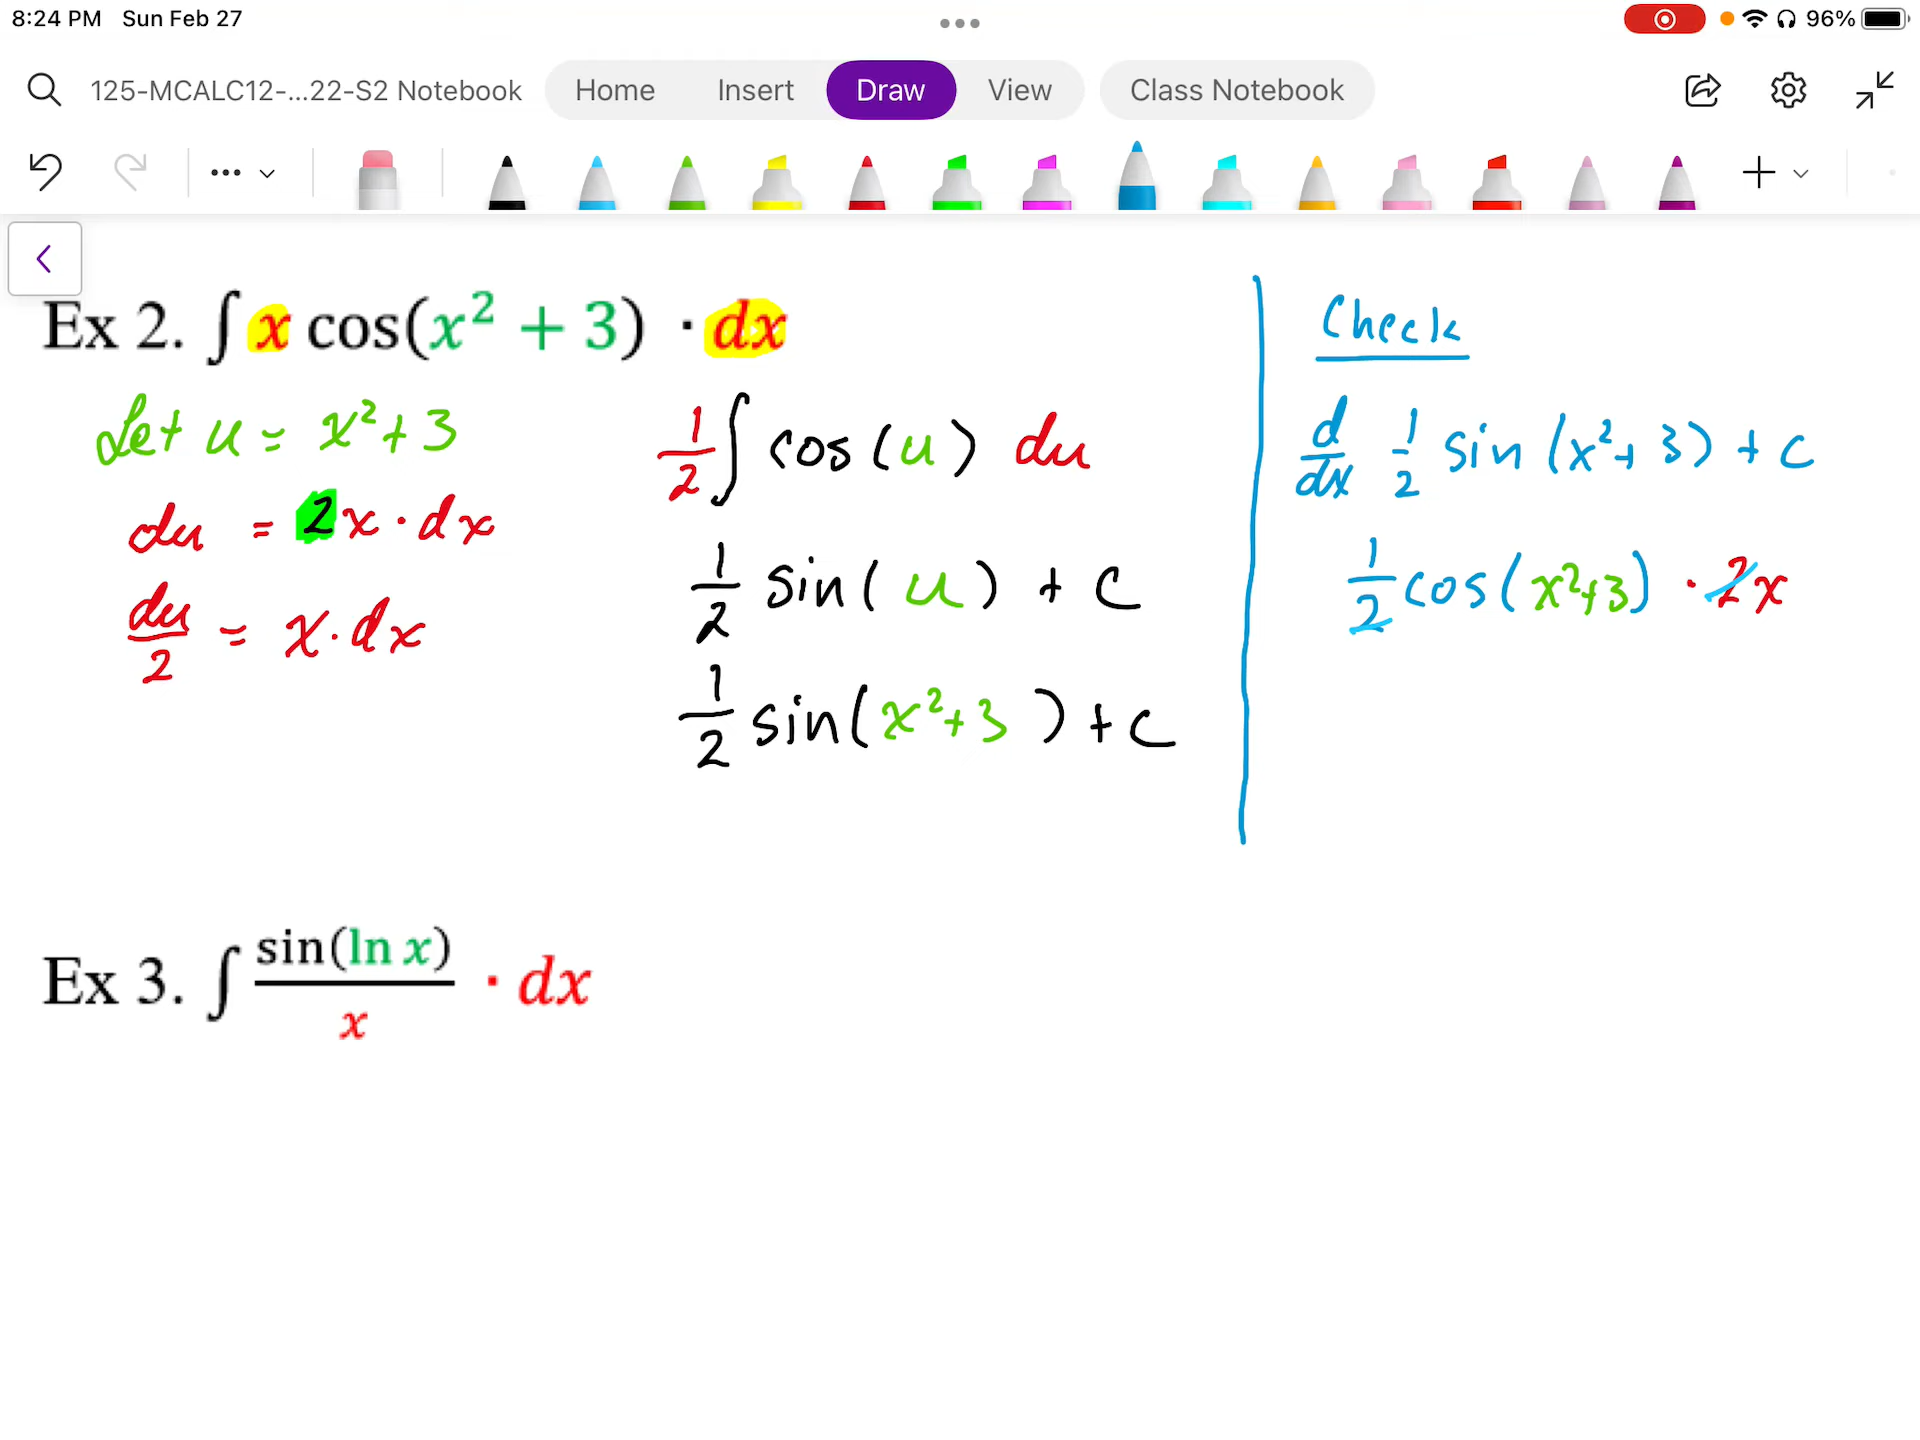 8:24 PM Sun Feb 27
96%
125-MCALC12-...22-S2 Notebook Home Insert Draw View Class Notebook
Ex 2. ∫ x cos(x² + 3) · dx
Let u = x²+3
du = 2x·dx
du/2 = x·dx
1/2 ∫ cos(u) du
1/2 sin(u) + c
1/2 sin(x²+3) + c
Check
d/dx 1/2 sin(x²+3) + c
1/2 cos(x²+3) · 2x
Ex 3. ∫ sin(ln x)/x · dx